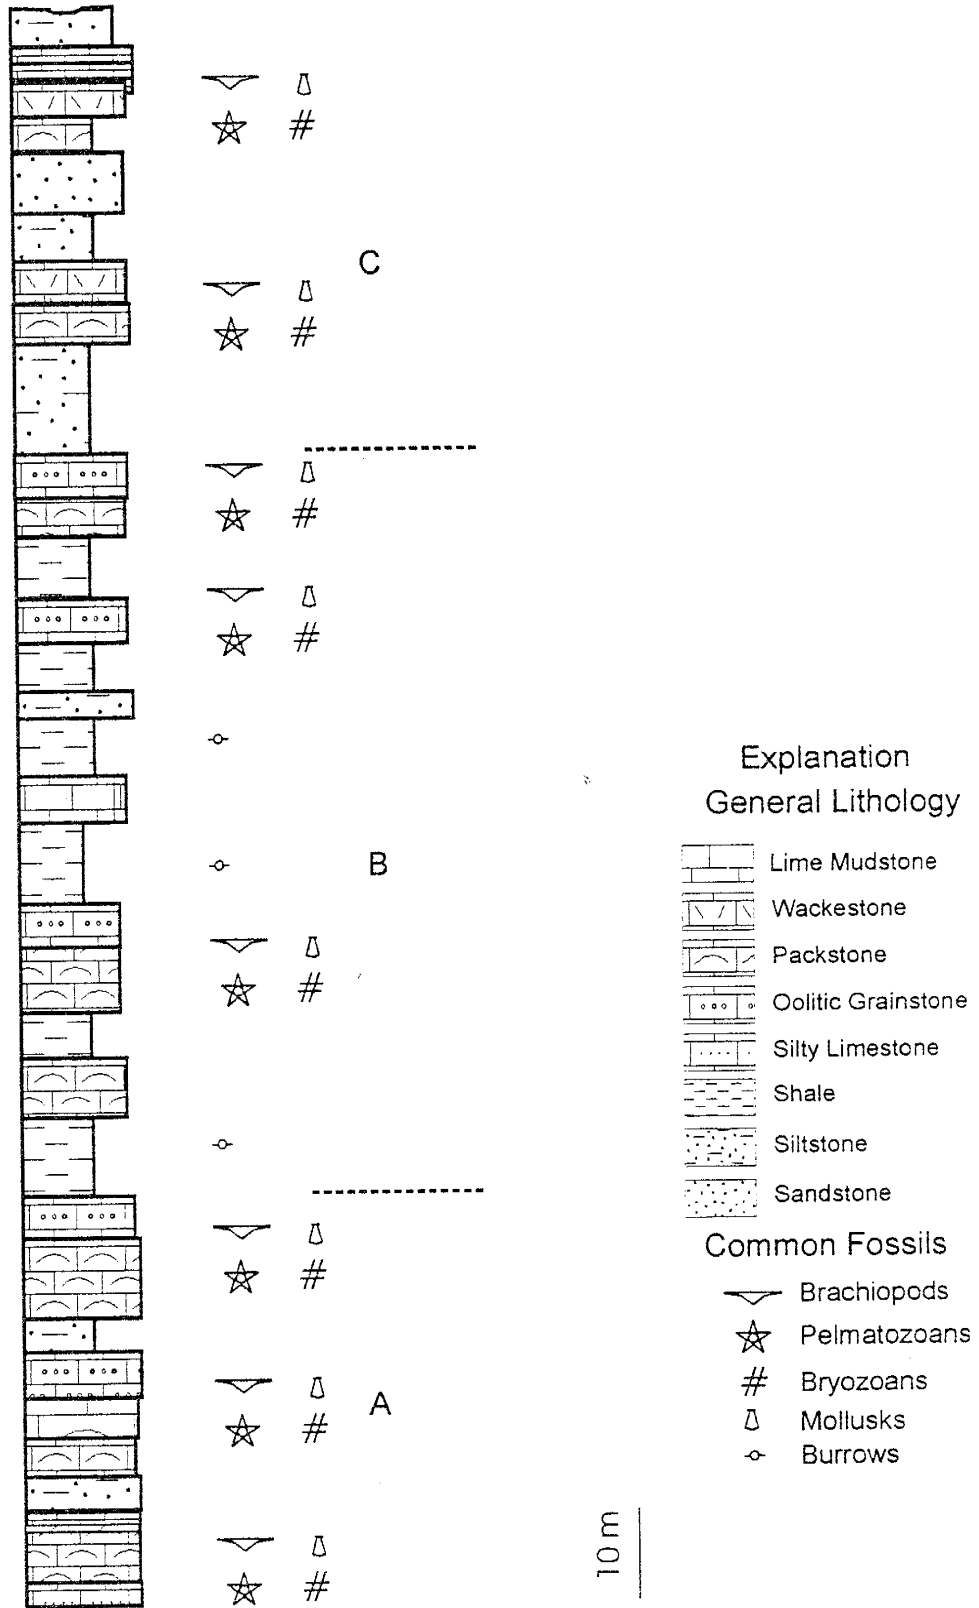 C
B
A
Explanation
General Lithology
Lime Mudstone
Wackestone
Packstone
Oolitic Grainstone
Silty Limestone
Shale
Siltstone
Sandstone
Common Fossils
Brachiopods
Pelmatozoans
Bryozoans
Mollusks
Burrows
10 m